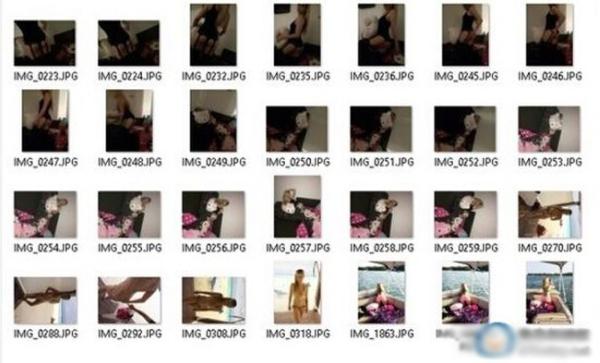 IMG_0223.JPG IMG_0224.JPG IMG_0232.JPG IMG_0235.JPG IMG_0236.JPG IMG_0245.JPG IMG_0246.JPG
IMG_0247.JPG IMG_0248.JPG IMG_0249.JPG IMG_0250.JPG IMG_0251.JPG IMG_0252.JPG IMG_0253.JPG
IMG_0254.JPG IMG_0255.JPG IMG_0256.JPG IMG_0257.JPG IMG_0258.JPG IMG_0259.JPG IMG_0270.JPG
IMG_0288.JPG IMG_0292.JPG IMG_0308.JPG IMG_0318.JPG IMG_1863.JPG